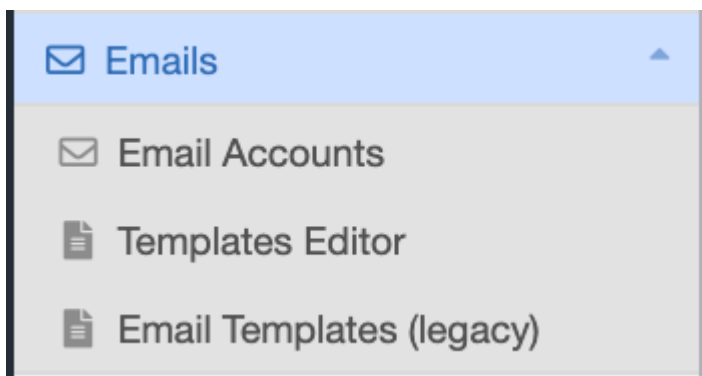 Emails
Email Accounts
Templates Editor
Email Templates (legacy)